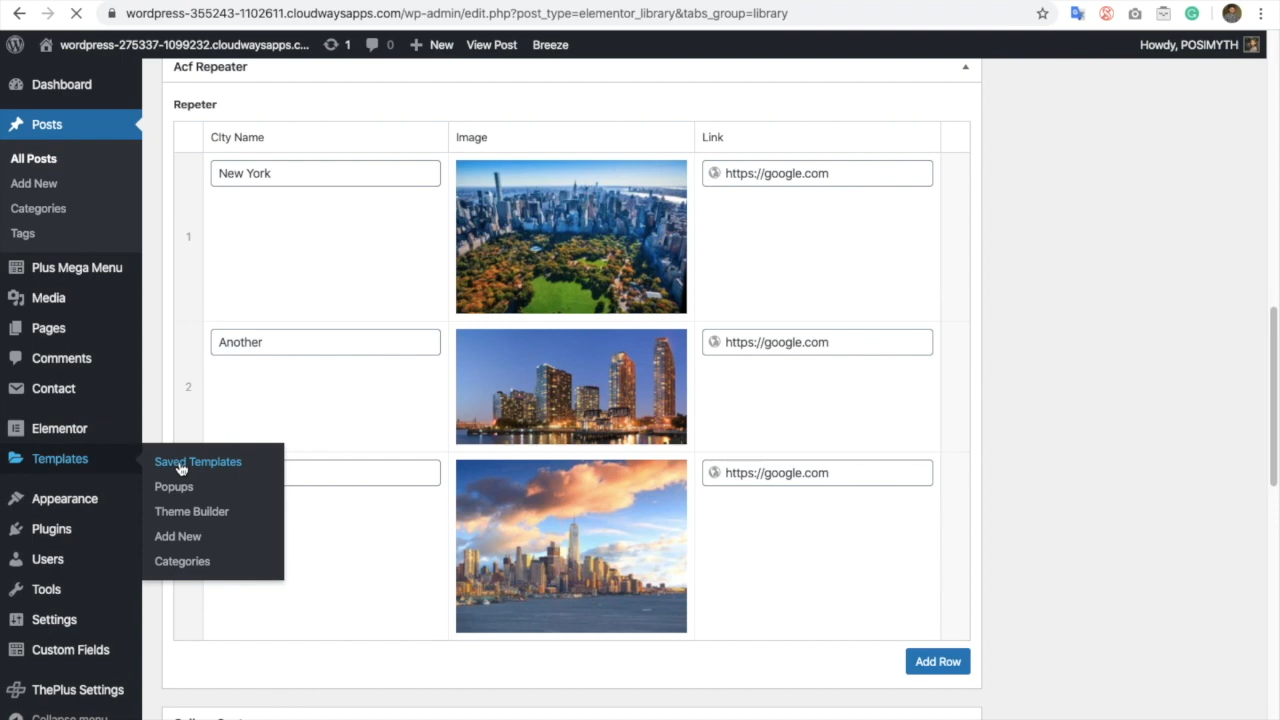 wordpress-355243-1102611.cloudwaysapps.com/wp-admin/edit.php?post_type=elementor_library&tabs_group=library
wordpress-275337-1099232.cloudwaysapps.c... 1 0 New View Post Breeze Howdy, POSIMYTH
Dashboard
Posts
All Posts
Add New
Categories
Tags
Plus Mega Menu
Media
Pages
Comments
Contact
Elementor
Templates
Appearance
Plugins
Users
Tools
Settings
Custom Fields
ThePlus Settings
Collapse menu
Saved Templates
Popups
Theme Builder
Add New
Categories
Acf Repeater
Repeter
CIty Name Image Link
1 New York https://google.com
2 Another https://google.com
https://google.com
Add Row